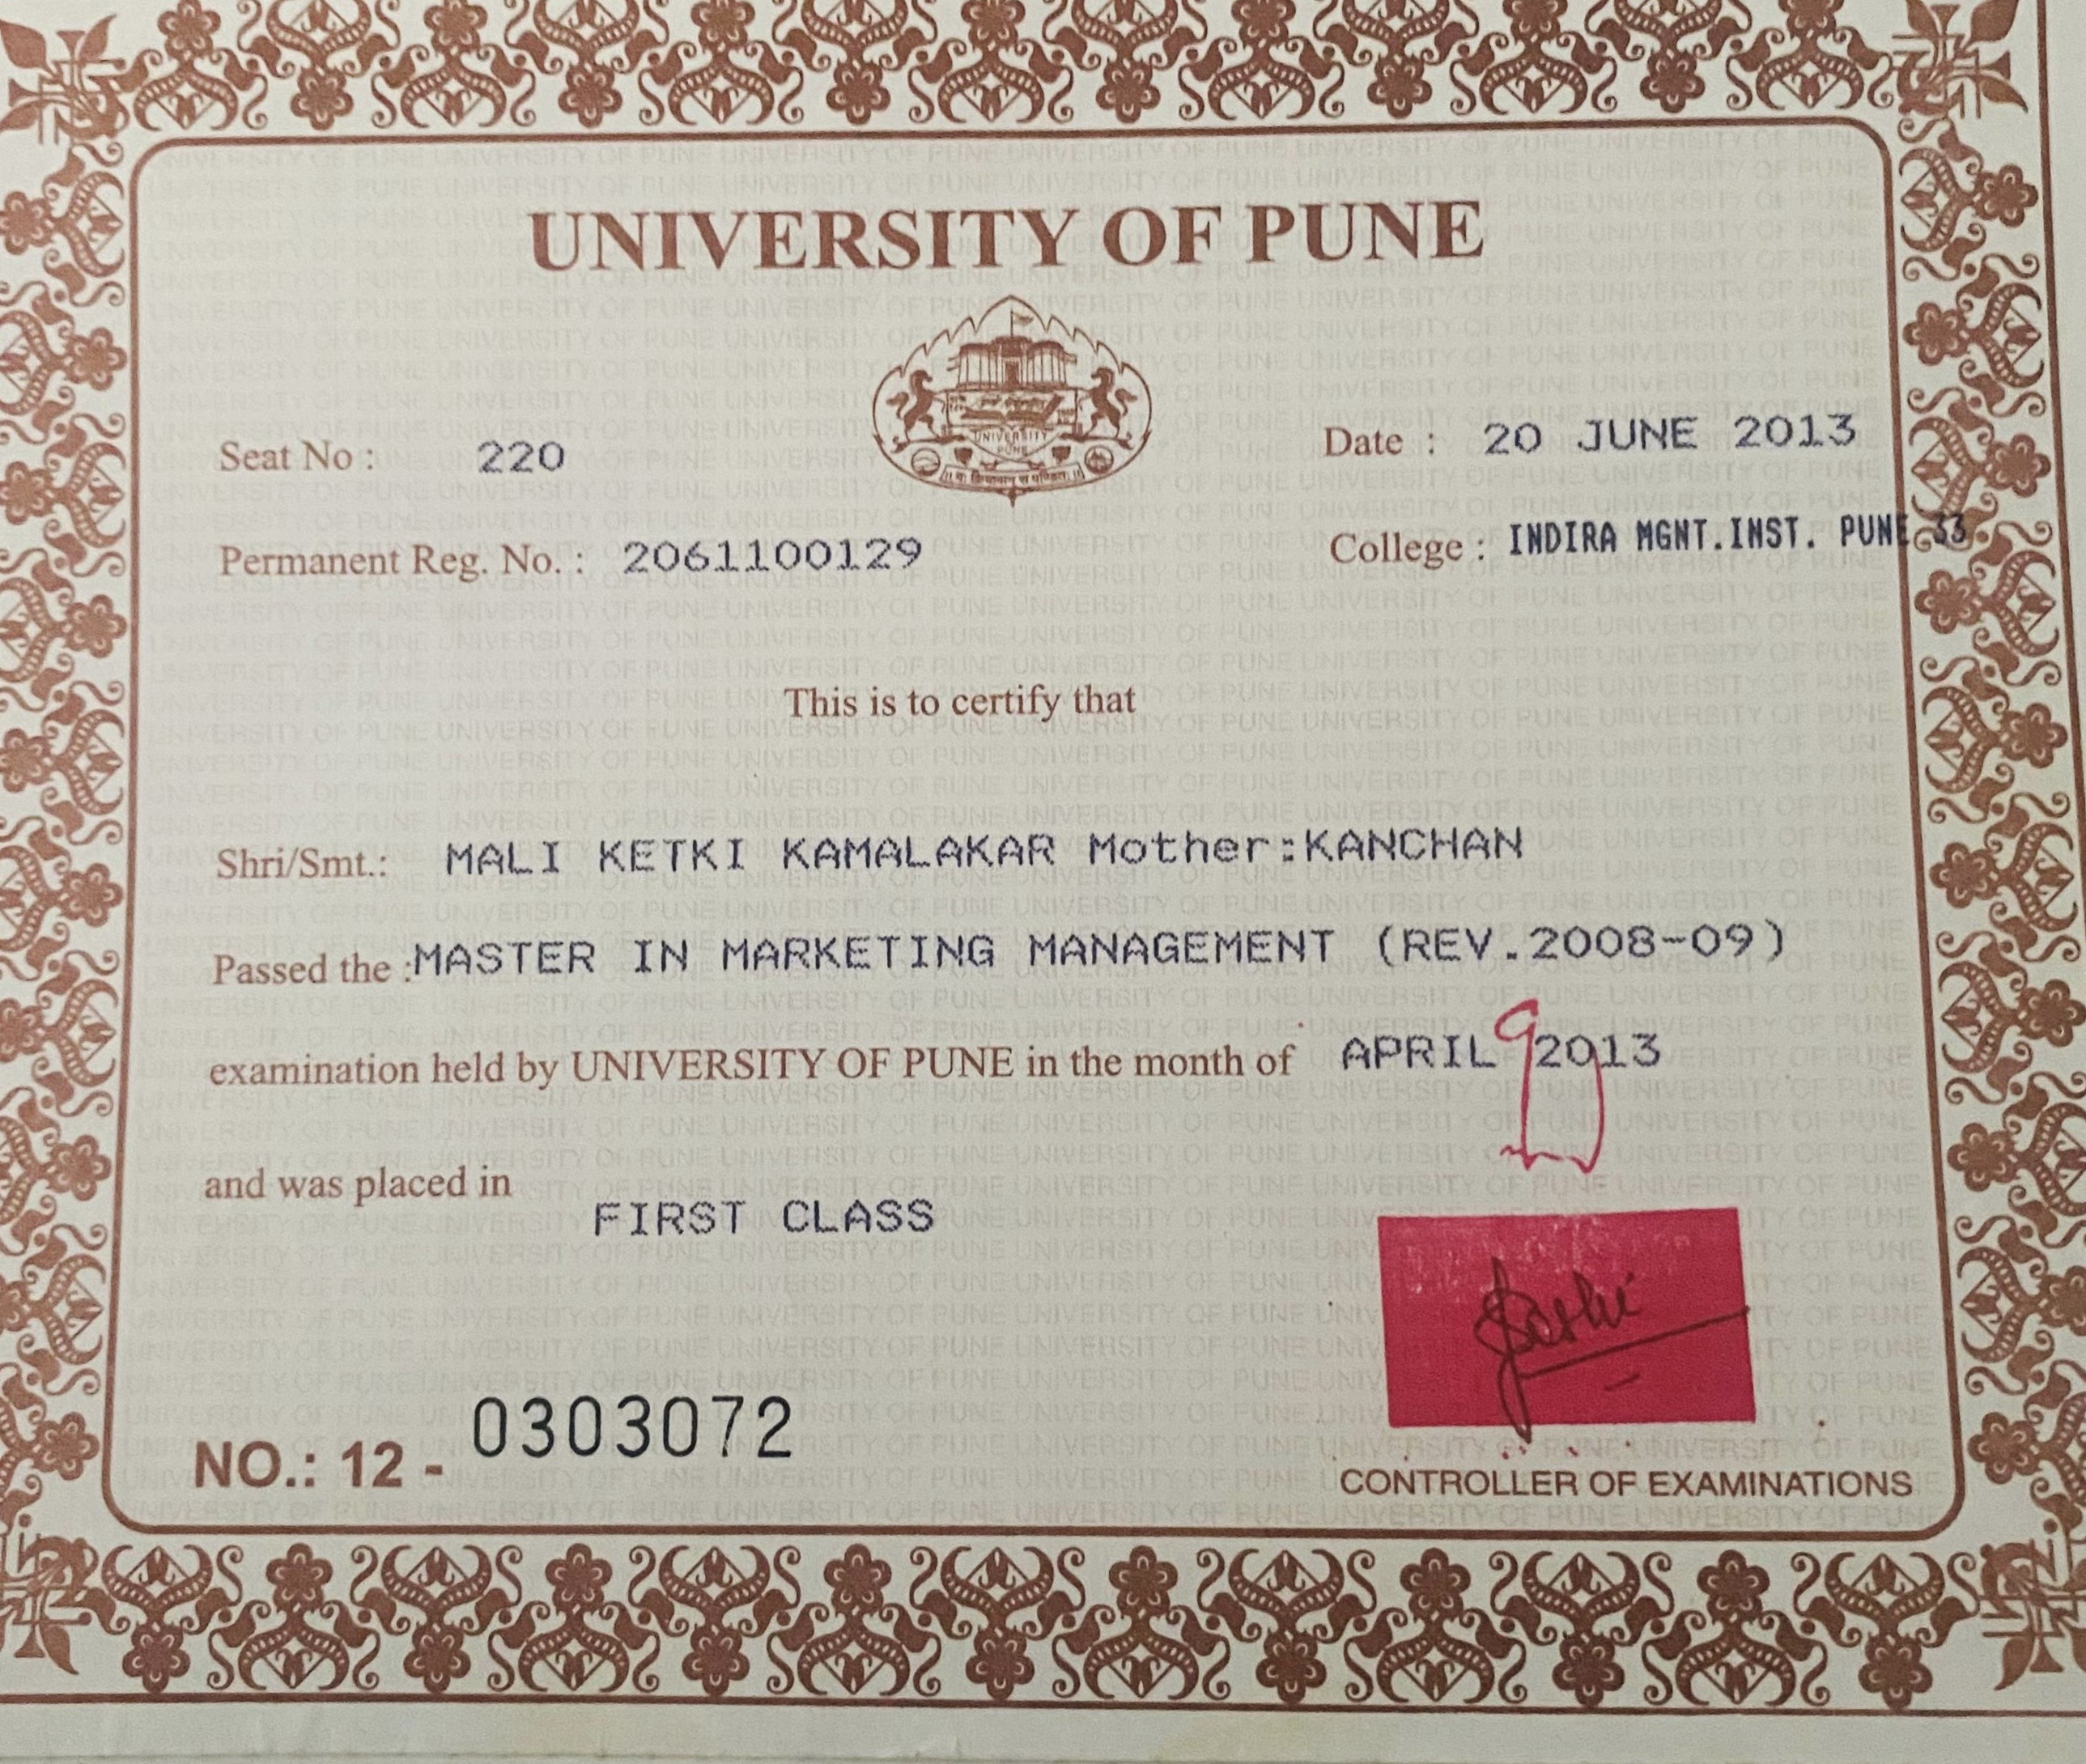 UNIVERSITY OF PUNE
UNIVERSITY
PUNE
Seat No : 220
Date : 20 JUNE 2013
Permanent Reg. No. : 2061100129
College : INDIRA MGNT.INST. PUNE 33
This is to certify that
Shri/Smt.: MALI KETKI KAMALAKAR Mother:KANCHAN
Passed the :MASTER IN MARKETING MANAGEMENT (REV.2008-09)
examination held by UNIVERSITY OF PUNE in the month of APRIL 2013
and was placed in
FIRST CLASS
NO.: 12 - 0303072
CONTROLLER OF EXAMINATIONS